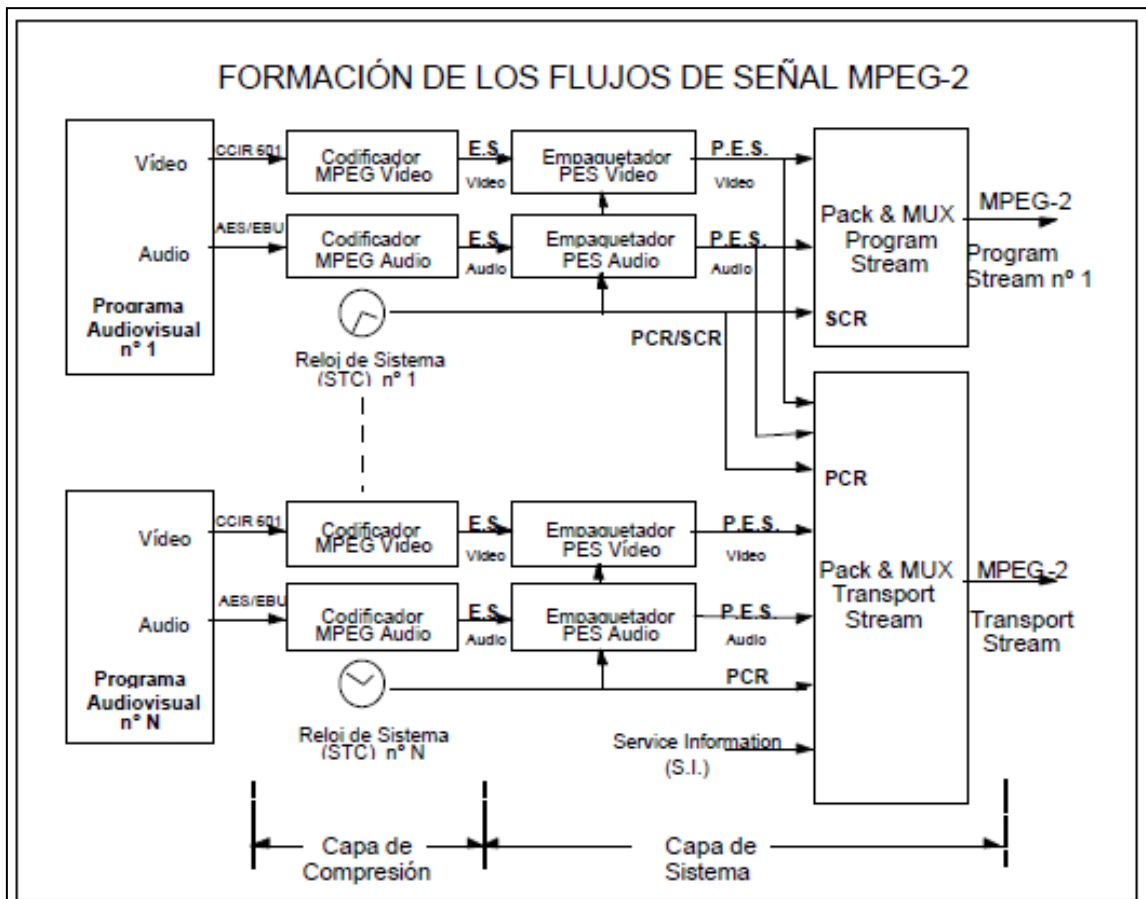 FORMACIÓN DE LOS FLUJOS DE SEÑAL MPEG-2
Vídeo
Audio
Programa
Audiovisual
nº 1
CCIR 601
AES/EBU
Codificador
MPEG Vídeo
Codificador
MPEG Audio
E.S.
Vídeo
E.S.
Audio
Empaquetador
PES Vídeo
Empaquetador
PES Audio
P.E.S.
Vídeo
P.E.S.
Audio
Reloj de Sistema
(STC) nº 1
PCR/SCR
Pack & MUX
Program
Stream
SCR
MPEG-2
Program
Stream nº 1
Vídeo
Audio
Programa
Audiovisual
nº N
CCIR 601
AES/EBU
Codificador
MPEG Vídeo
Codificador
MPEG Audio
E.S.
Vídeo
E.S.
Audio
Empaquetador
PES Vídeo
Empaquetador
PES Audio
P.E.S.
Vídeo
P.E.S.
Audio
Reloj de Sistema
(STC) nº N
PCR
Service Information
(S.I.)
PCR
Pack & MUX
Transport
Stream
MPEG-2
Transport
Stream
Capa de
Compresión
Capa de
Sistema